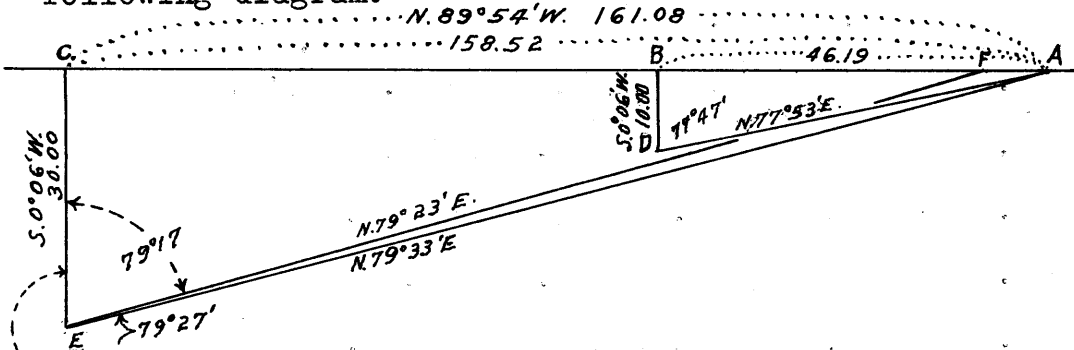 following diagram.
N.89°54'W. 161.08
158.52
46.19
C
B
F
A
S.0°06'W.
30.00
S.0°06'W.
10.00
D
77°47'
N.77°53'E.
79°17
N.79°23'E.
N.79°33'E
79°27'
E